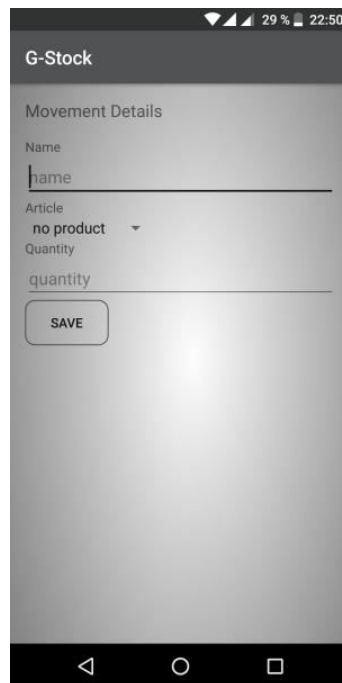 29 % 22:50
G-Stock
Movement Details
Name
name
Article
no product
Quantity
quantity
SAVE